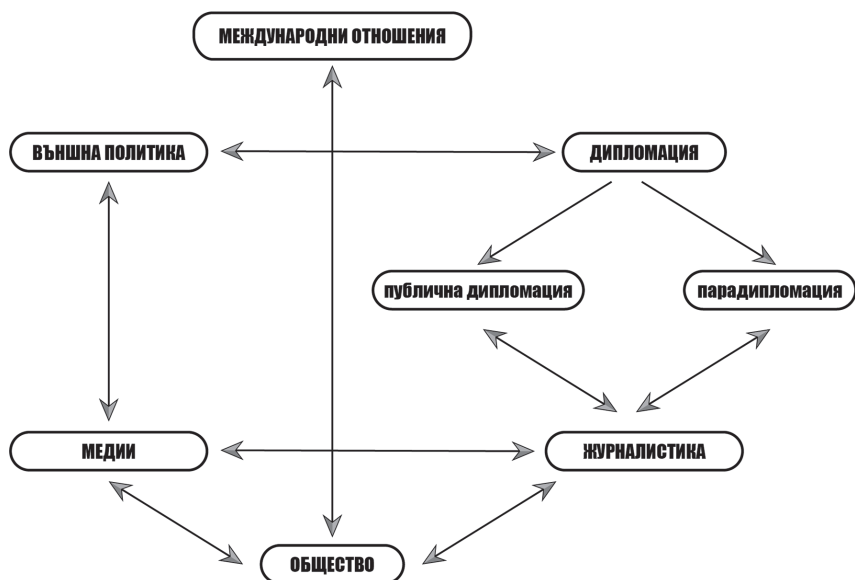 МЕЖДУНАРОДНИ ОТНОШЕНИЯ
ВЪНШНА ПОЛИТИКА
ДИПЛОМАЦИЯ
публична дипломация
парадипломация
МЕДИИ
ЖУРНАЛИСТИКА
ОБЩЕСТВО